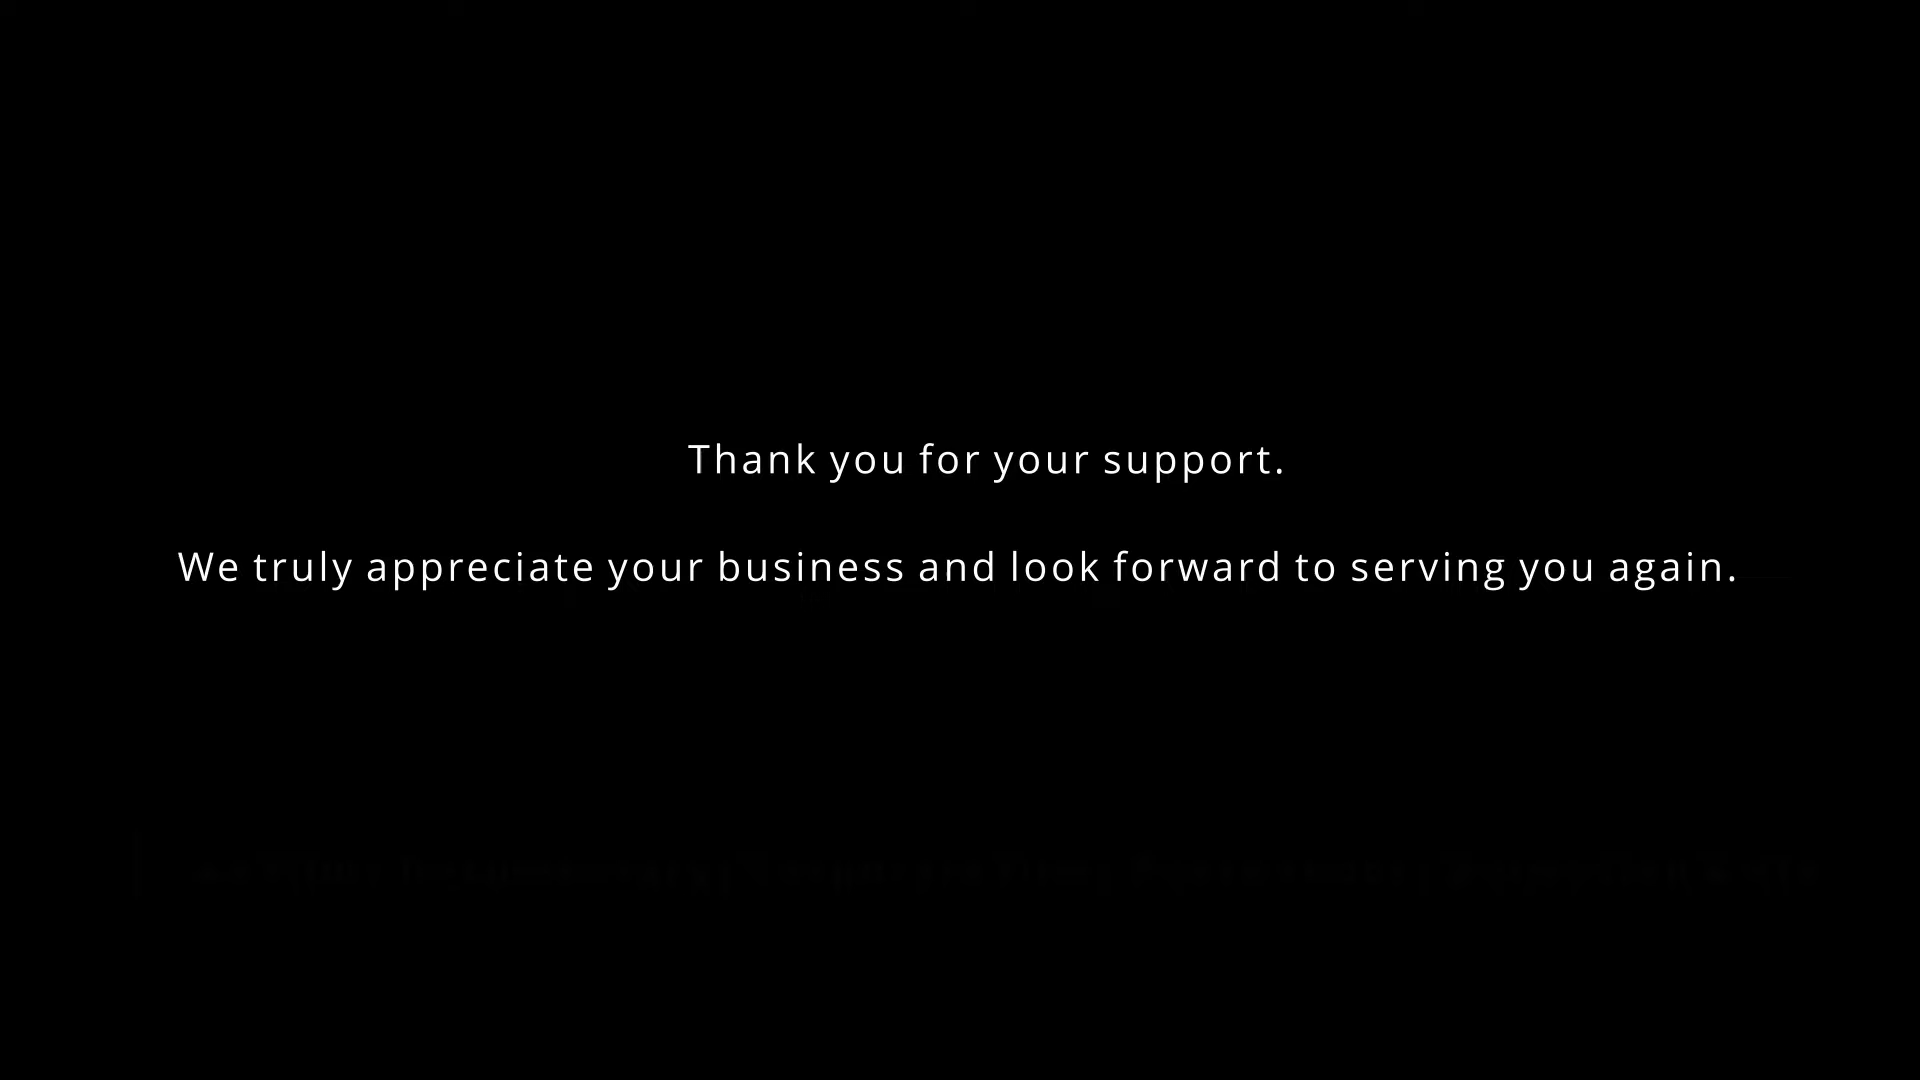 Thank you for your support.
We truly appreciate your business and look forward to serving you again.